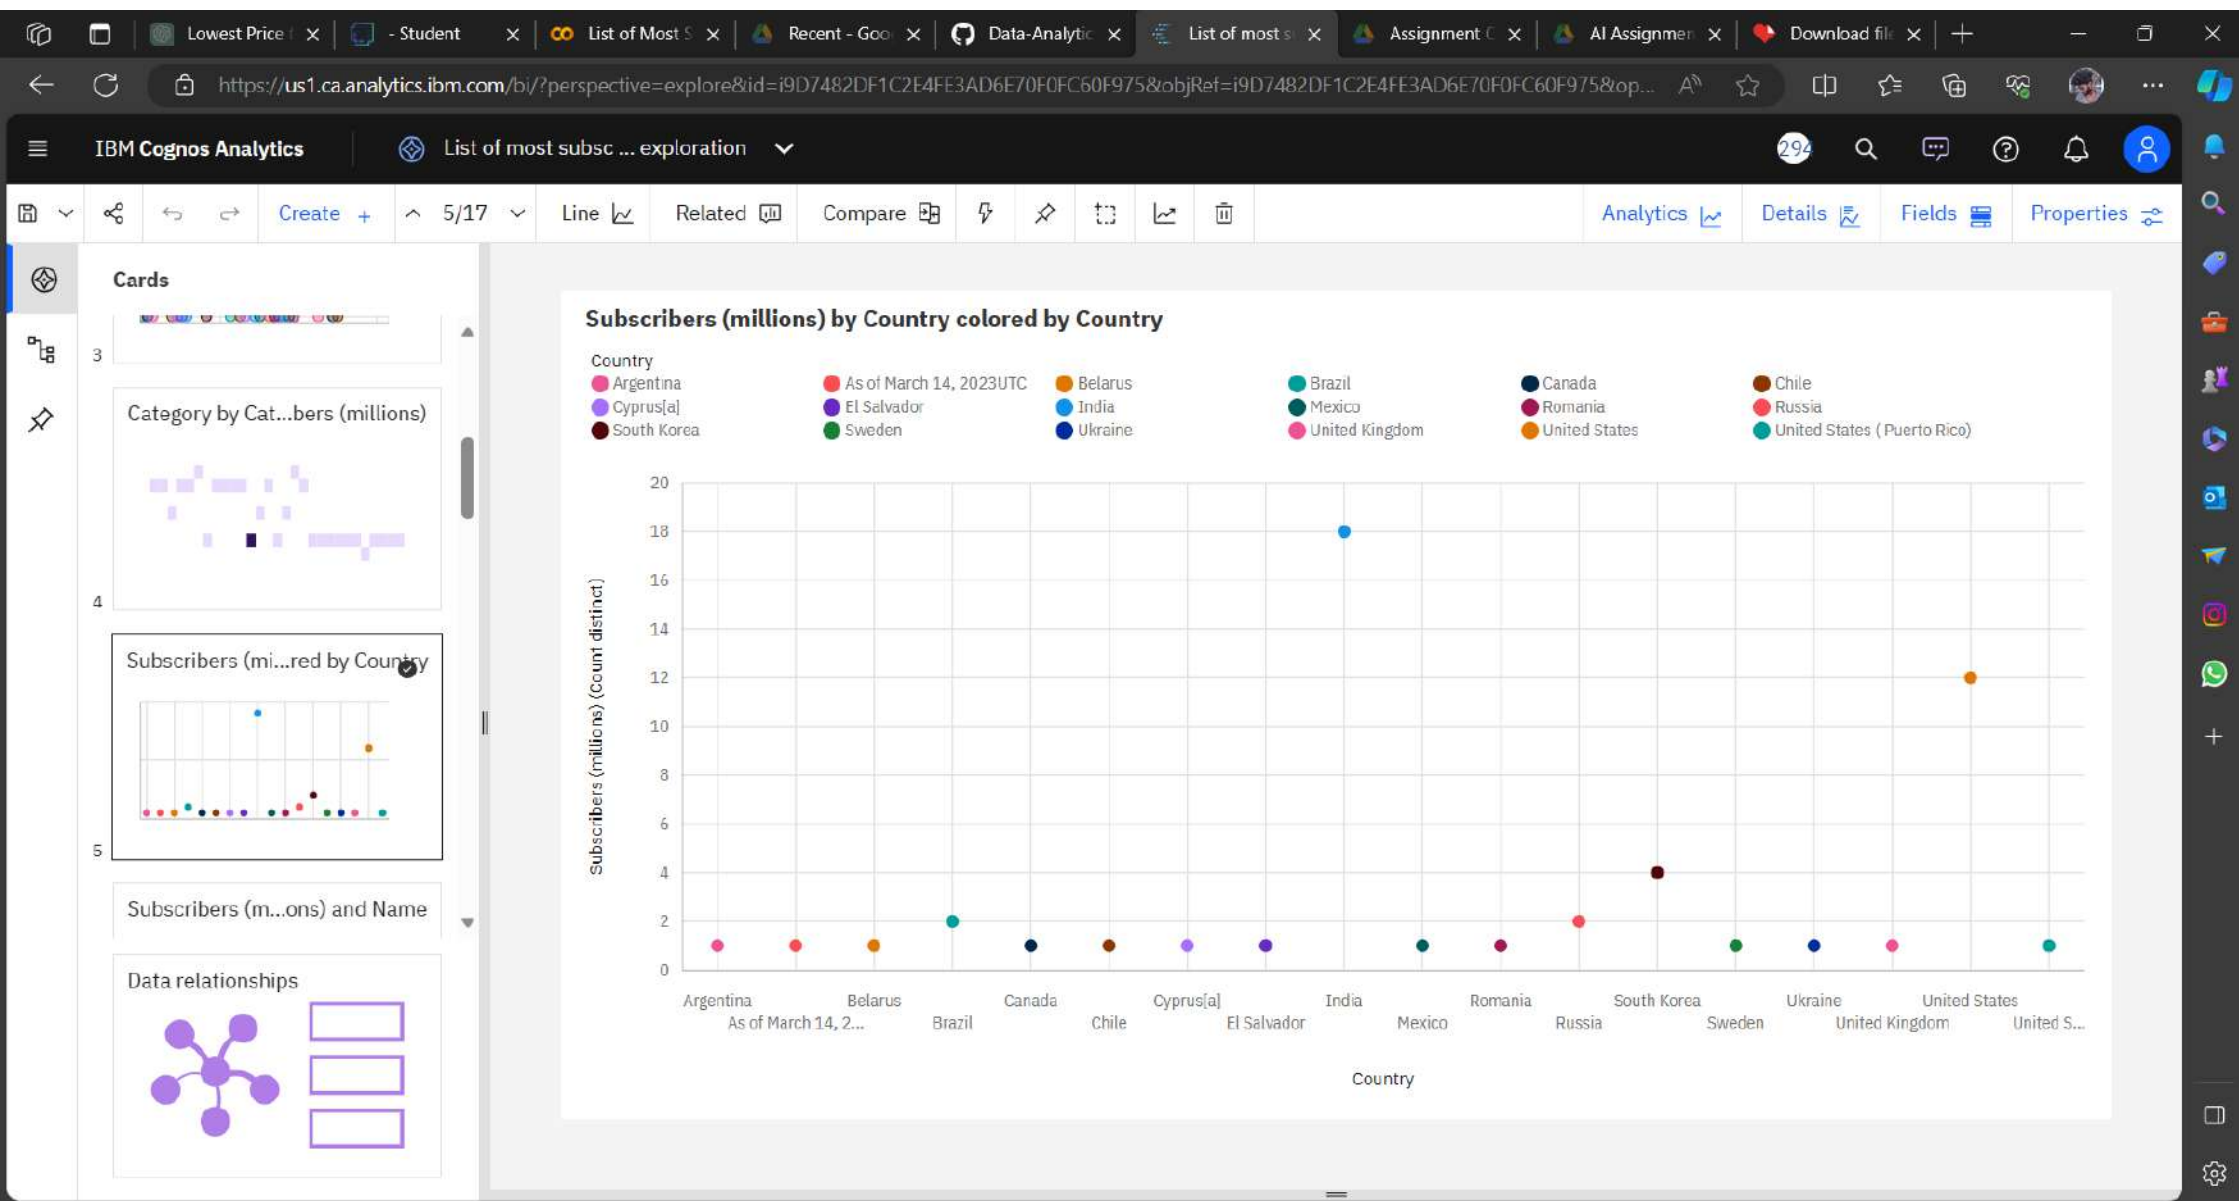 Lowest Price
- Student
List of Most S
Recent - Goo
Data-Analytic
List of most s
Assignment
AI Assignmen
Download file
https://us1.ca.analytics.ibm.com/bi/?perspective=explore&id=i9D7482DF1C2E4FE3AD6E70F0FC60F975&objRef=i9D7482DF1C2E4FE3AD6E70F0FC60F975&op...
IBM Cognos Analytics
List of most subsc ... exploration
294
Create +
5/17
Line
Related
Compare
Analytics
Details
Fields
Properties
Cards
3
Category by Cat...bers (millions)
4
Subscribers (mi...red by Country
5
Subscribers (m...ons) and Name
Data relationships
Subscribers (millions) by Country colored by Country
Country
Argentina As of March 14, 2023UTC Belarus Brazil Canada Chile
Cyprus[a] El Salvador India Mexico Romania Russia
South Korea Sweden Ukraine United Kingdom United States United States ( Puerto Rico)
Subscribers (millions) (Count distinct)
20
18
16
14
12
10
8
6
4
2
0
Argentina Belarus Canada Cyprus[a] India Romania South Korea Ukraine United States
As of March 14, 2... Brazil Chile El Salvador Mexico Russia Sweden United Kingdom United S...
Country